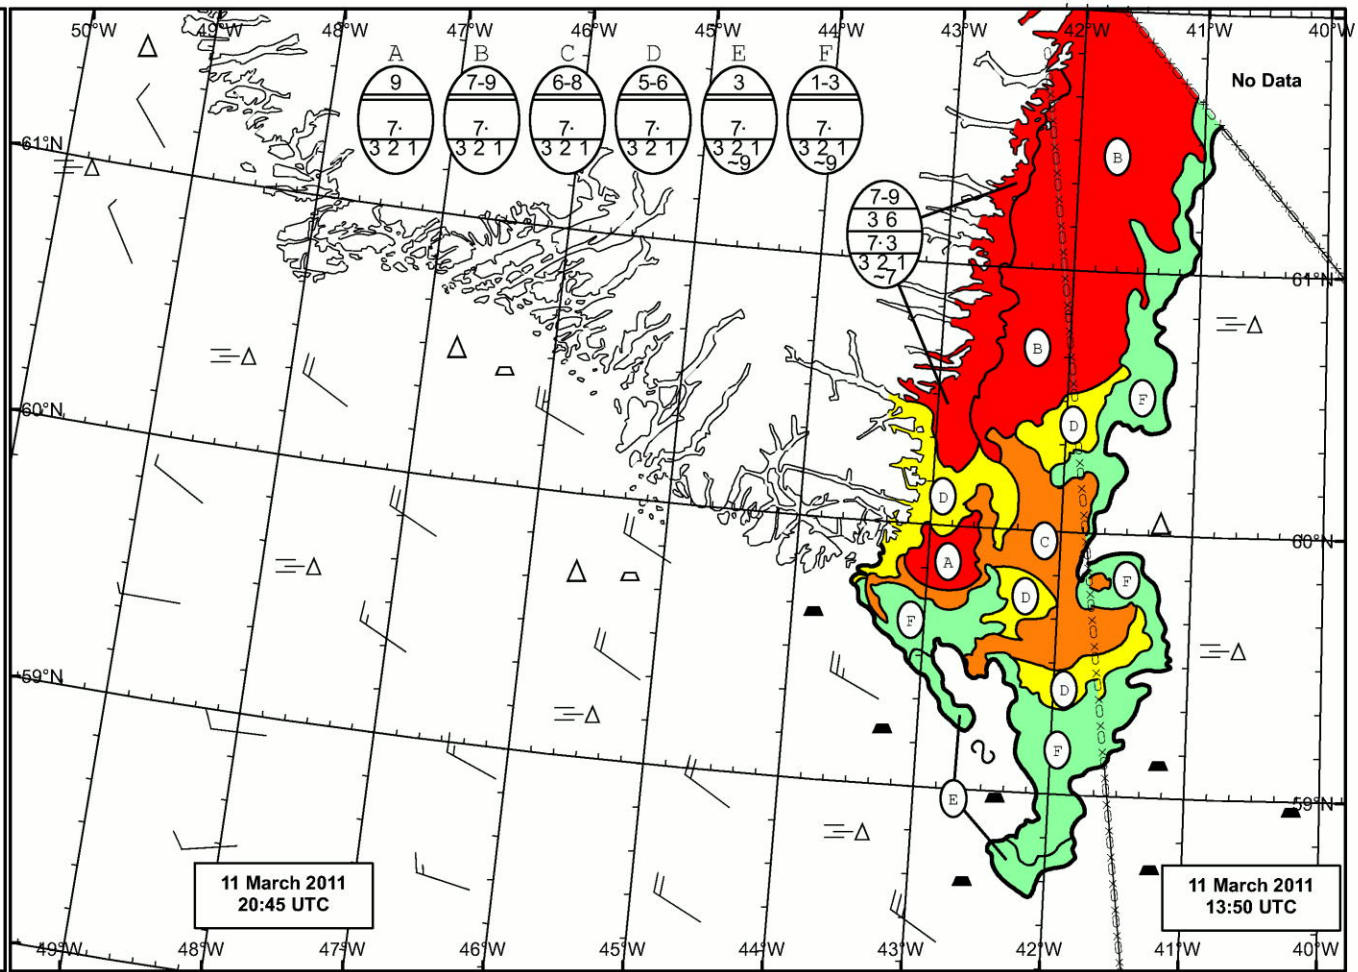 50°W 49°W 48°W 47°W 46°W 45°W 44°W 43°W 42°W 41°W 40°W
A B C D E F
9 7-9 6-8 5-6 3 1-3
7· 7· 7· 7· 7· 7·
3 2 1 3 2 1 3 2 1 3 2 1 3 2 1 3 2 1
~9 ~9
No Data
61°N
B
7-9
3 6
7·3
3 2 1
~7
61°N
B
F
60°N
D
D
C
60°N
A
F
D
F
59°N
D
F
E
59°N
11 March 2011
20:45 UTC
11 March 2011
13:50 UTC
49°W 48°W 47°W 46°W 45°W 44°W 43°W 42°W 41°W 40°W